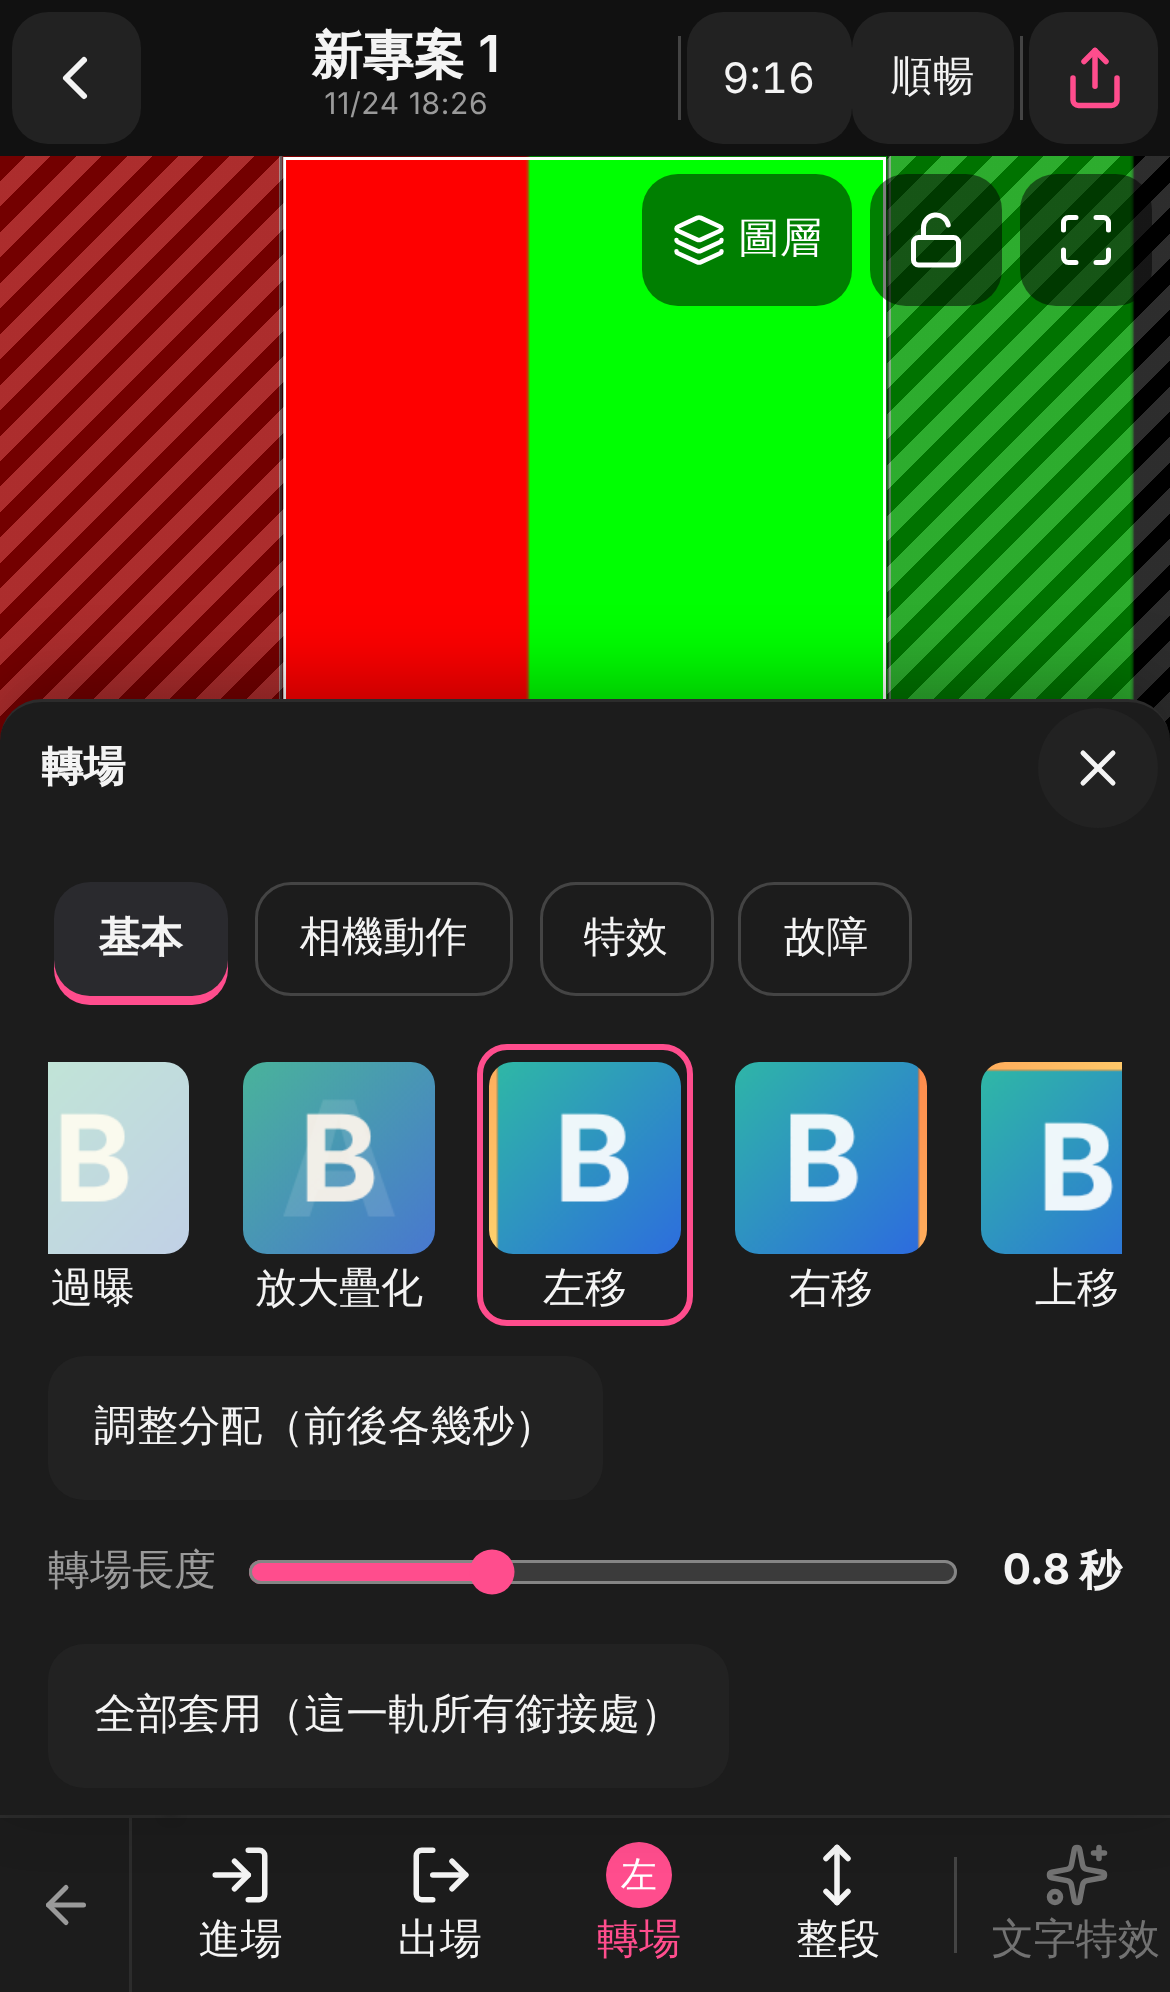 新專案 1
11/24 18:26
9:16
順暢
圖層
轉場
基本
相機動作
特效
故障
B
過曝
A
B
放大疊化
B
左移
B
右移
B
上移
調整分配（前後各幾秒）
轉場長度
0.8 秒
全部套用（這一軌所有銜接處）
進場
出場
左
轉場
整段
文字特效